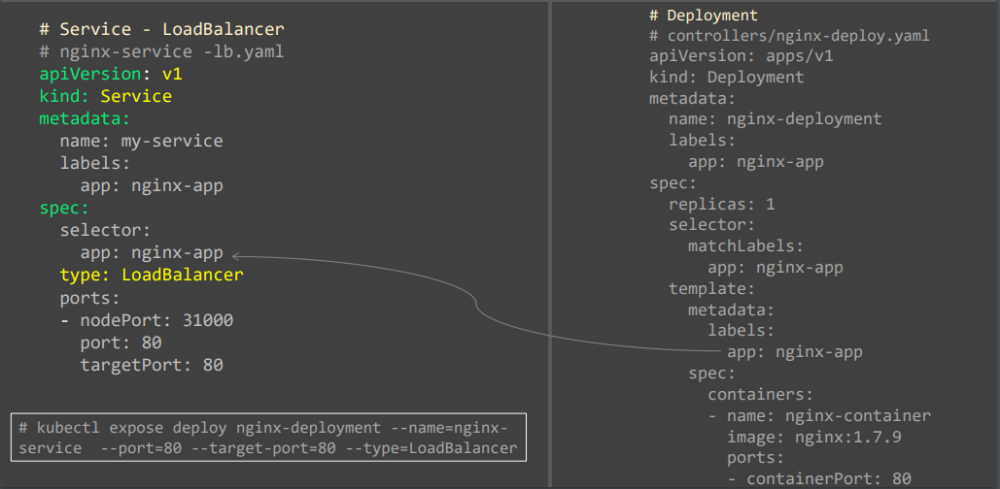 # Service - LoadBalancer
# nginx-service -lb.yaml
apiVersion: v1
kind: Service
metadata:
  name: my-service
  labels:
    app: nginx-app
spec:
  selector:
    app: nginx-app
  type: LoadBalancer
  ports:
  - nodePort: 31000
    port: 80
    targetPort: 80
# kubectl expose deploy nginx-deployment --name=nginx-
service  --port=80 --target-port=80 --type=LoadBalancer
# Deployment
# controllers/nginx-deploy.yaml
apiVersion: apps/v1
kind: Deployment
metadata:
  name: nginx-deployment
  labels:
    app: nginx-app
spec:
  replicas: 1
  selector:
    matchLabels:
      app: nginx-app
  template:
    metadata:
      labels:
        app: nginx-app
    spec:
      containers:
      - name: nginx-container
        image: nginx:1.7.9
        ports:
        - containerPort: 80